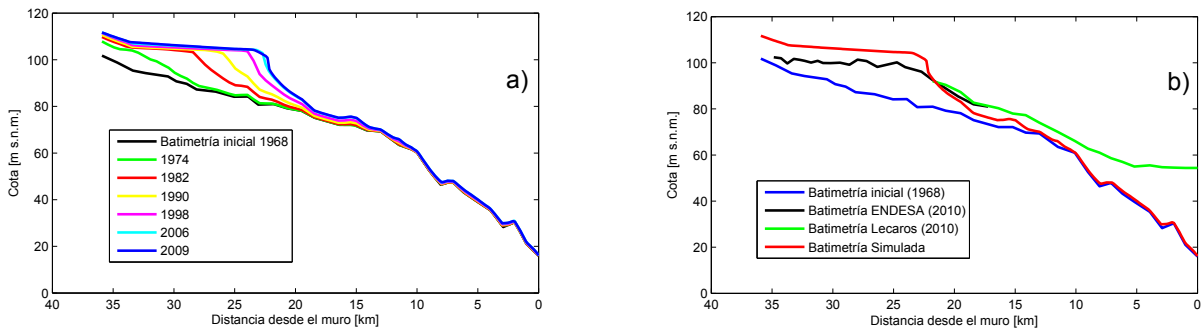 120
100
80
60
40
20
0
Cota [m s.n.m.]
a)
Batimetría inicial 1968
1974
1982
1990
1998
2006
2009
40 35 30 25 20 15 10 5 0
Distancia desde el muro [km]
120
100
80
60
40
20
0
Cota [m s.n.m.]
b)
Batimetría inicial (1968)
Batimetría ENDESA (2010)
Batimetría Lecaros (2010)
Batimetría Simulada
40 35 30 25 20 15 10 5 0
Distancia desde el muro [km]